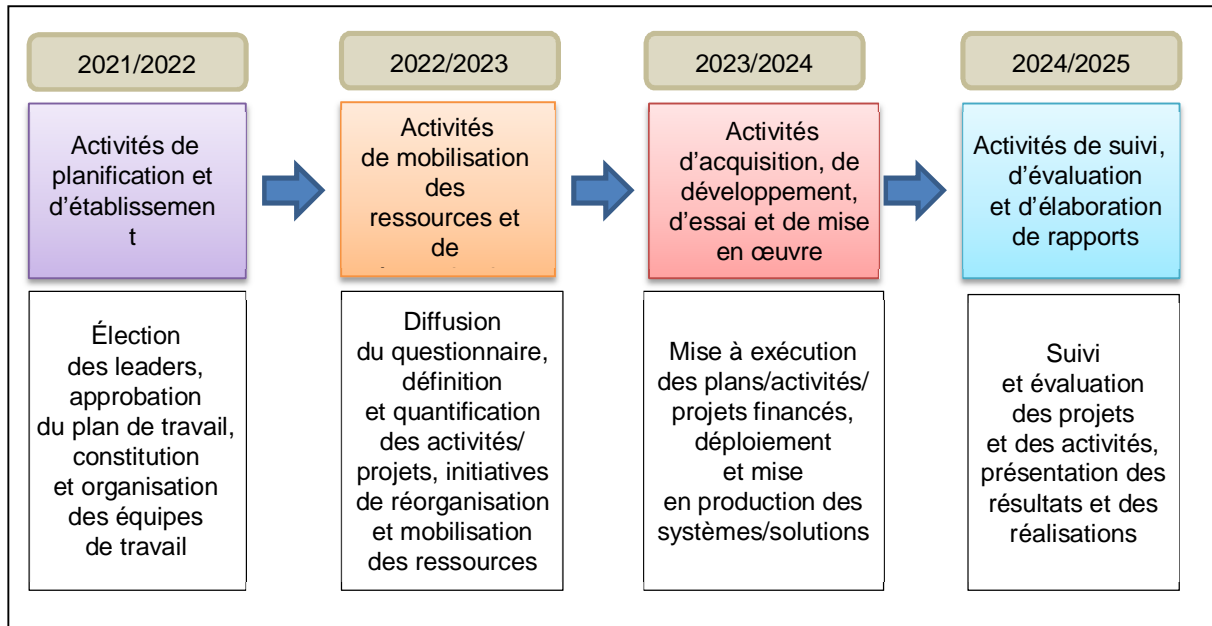 2021/2022
Activités de
planification et
d’établissemen
t
Élection
des leaders,
approbation
du plan de travail,
constitution
et organisation
des équipes
de travail
2022/2023
Activités
de mobilisation
des
ressources et
de
Diffusion
du questionnaire,
définition
et quantification
des activités/
projets, initiatives
de réorganisation
et mobilisation
des ressources
2023/2024
Activités
d’acquisition, de
développement,
d’essai et de mise
en œuvre
Mise à exécution
des plans/activités/
projets financés,
déploiement
et mise
en production des
systèmes/solutions
2024/2025
Activités de suivi,
d’évaluation
et d’élaboration
de rapports
Suivi
et évaluation
des projets
et des activités,
présentation des
résultats et des
réalisations